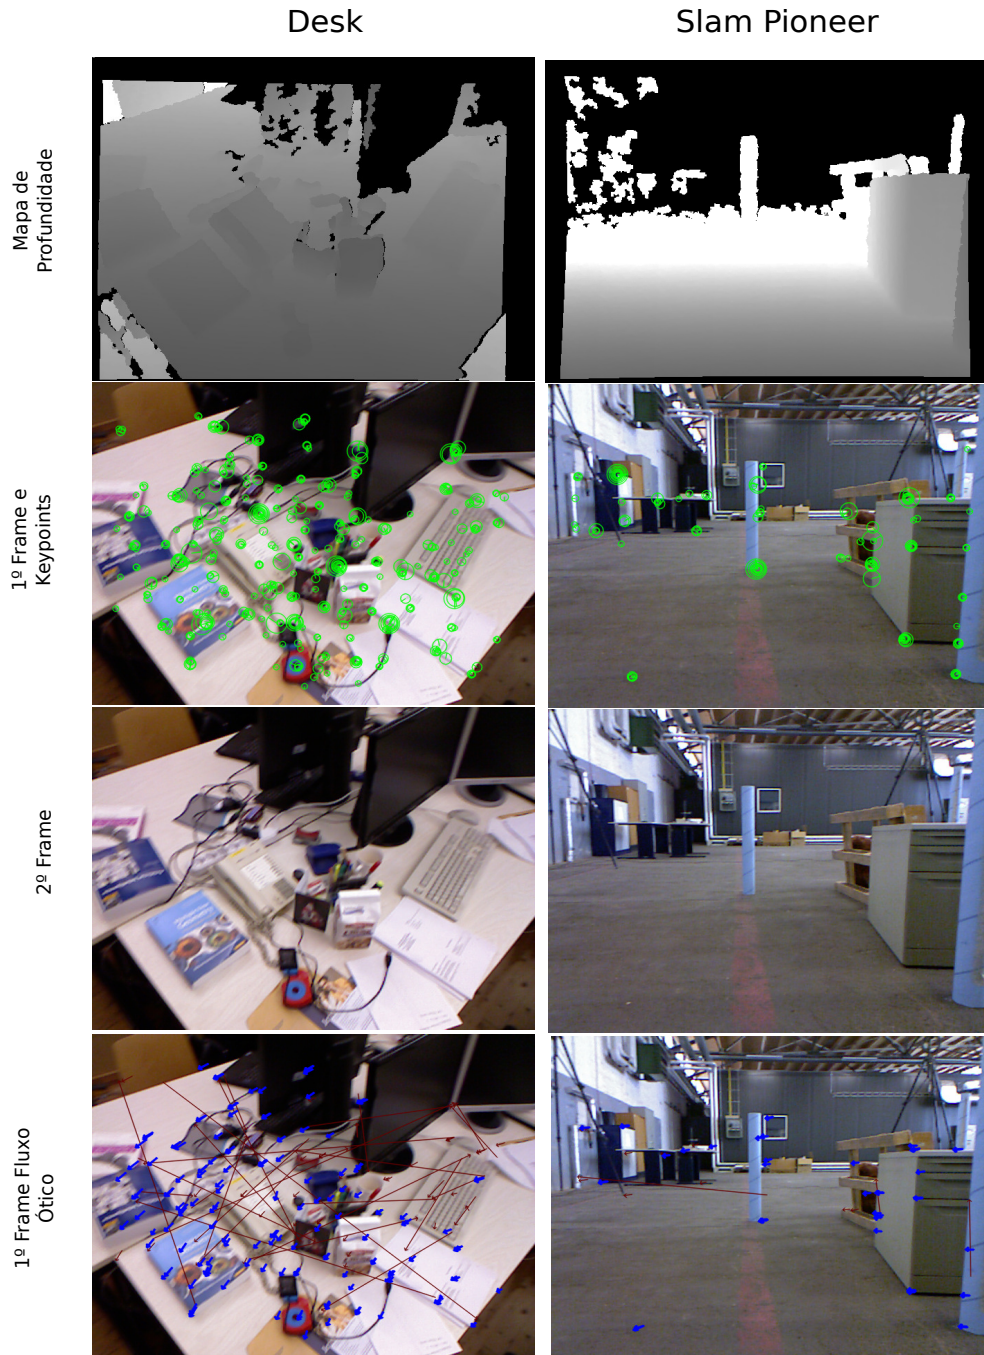 Desk
Slam Pioneer
Mapa de
Profundidade
1º Frame e
Keypoints
2º Frame
1º Frame Fluxo
Ótico